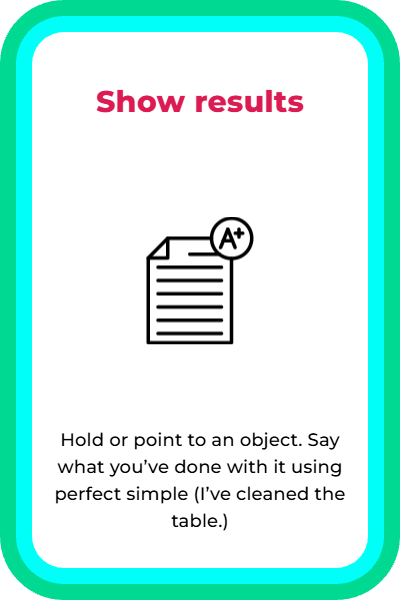 Show results
A+
Hold or point to an object. Say
what you’ve done with it using
perfect simple (I’ve cleaned the
table.)